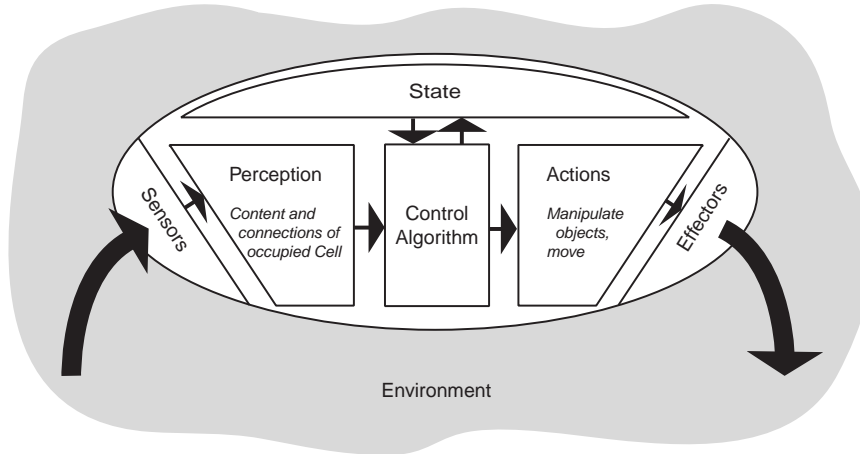 State
Sensors
Perception
Content and
connections of
occupied Cell
Control
Algorithm
Actions
Manipulate
objects,
move
Effectors
Environment